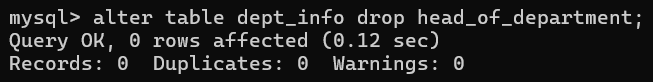 mysql> alter table dept_info drop head_of_department;
Query OK, 0 rows affected (0.12 sec)
Records: 0  Duplicates: 0  Warnings: 0